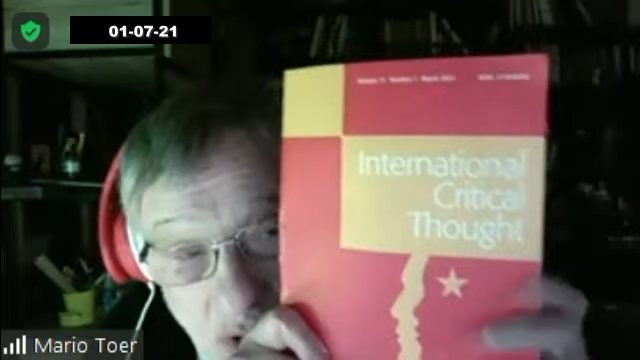 01-07-21
International
Critical
Thought
Mario Toer